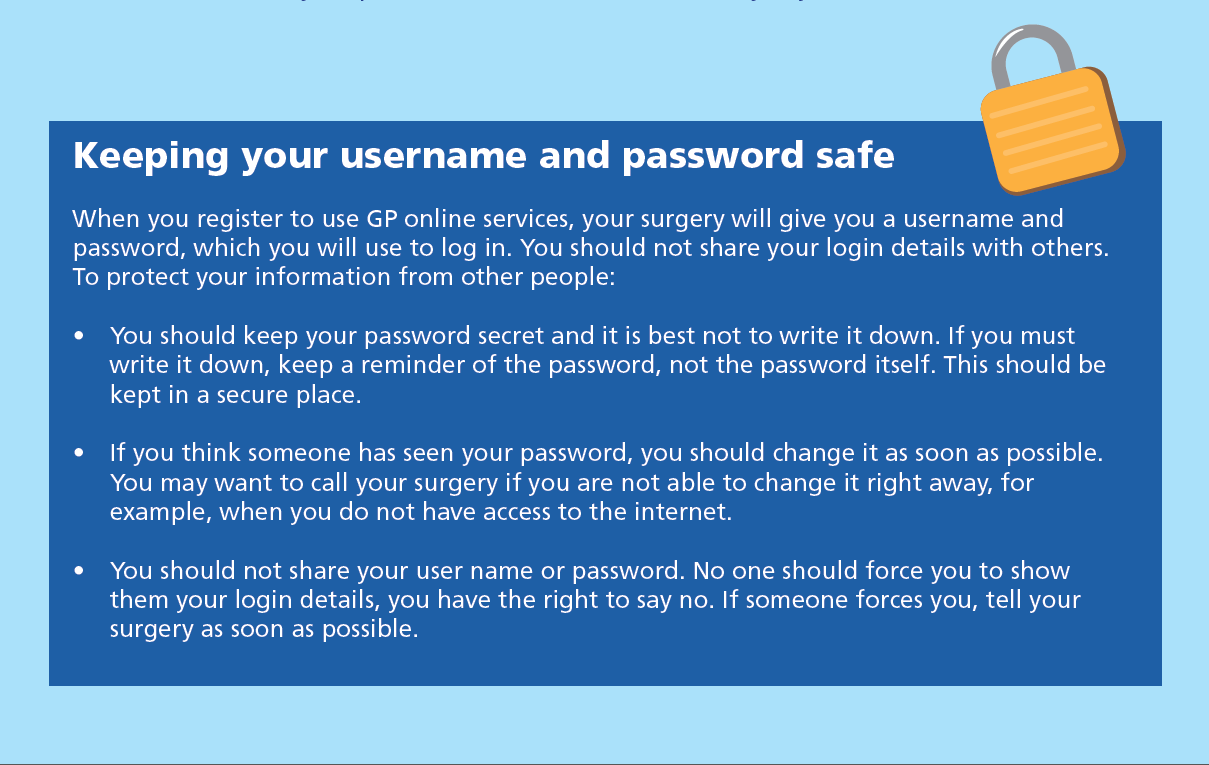 Keeping your username and password safe
When you register to use GP online services, your surgery will give you a username and
password, which you will use to log in. You should not share your login details with others.
To protect your information from other people:
• You should keep your password secret and it is best not to write it down. If you must
write it down, keep a reminder of the password, not the password itself. This should be
kept in a secure place.
• If you think someone has seen your password, you should change it as soon as possible.
You may want to call your surgery if you are not able to change it right away, for
example, when you do not have access to the internet.
• You should not share your user name or password. No one should force you to show
them your login details, you have the right to say no. If someone forces you, tell your
surgery as soon as possible.